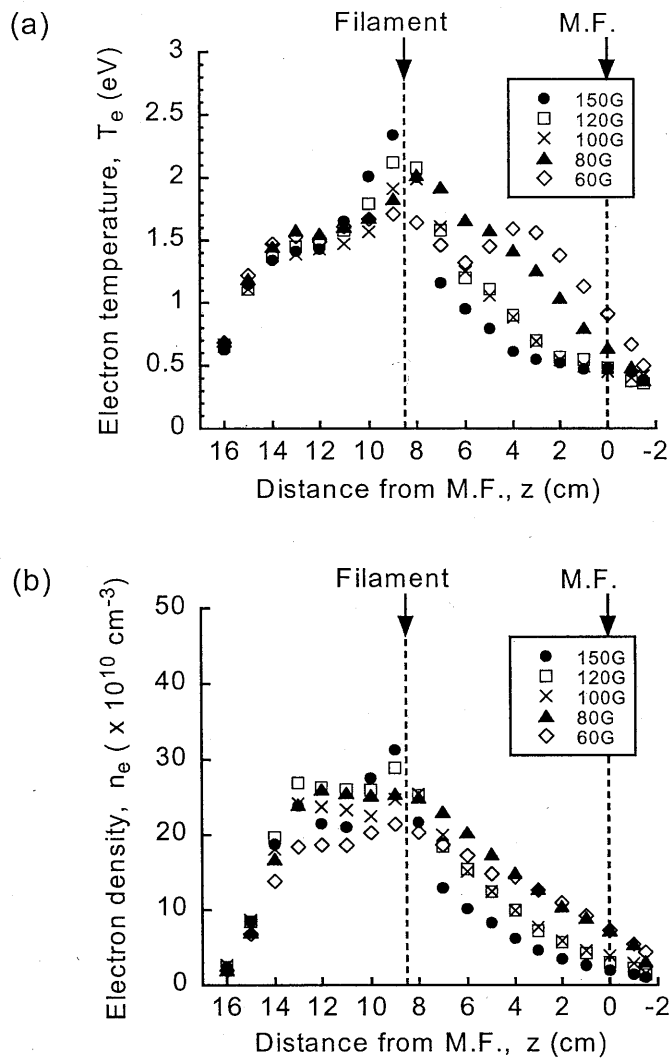 (a)
Filament
M.F.
Electron temperature, Te (eV)
3
2.5
2
1.5
1
0.5
0
150G
120G
100G
80G
60G
16 14 12 10 8 6 4 2 0 -2
Distance from M.F., z (cm)
(b)
Filament
M.F.
Electron density, ne ( x 10^10 cm^-3)
50
40
30
20
10
0
150G
120G
100G
80G
60G
16 14 12 10 8 6 4 2 0 -2
Distance from M.F., z (cm)